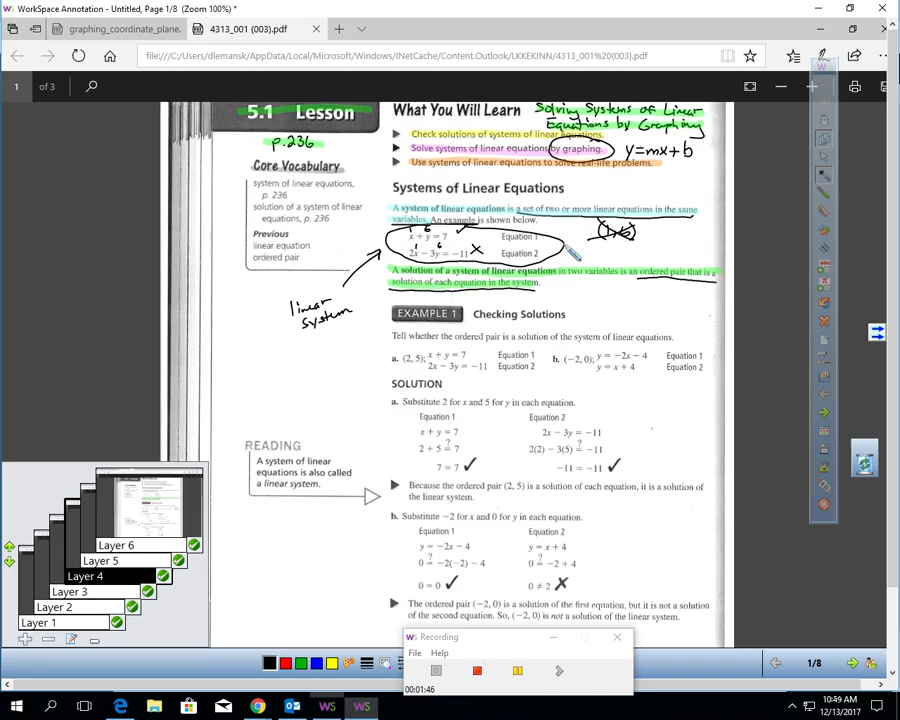 WorkSpace Annotation - Untitled, Page 1/8 (Zoom 200%) *
graphing_coordinate_plane.
4313_001 (003).pdf
file:///C:/Users/dlemansk/AppData/Local/Microsoft/Windows/INetCache/Content.Outlook/LKKEKINN/4313_001%20(003).pdf
1 of 3
5.1 Lesson
p.236
What You Will Learn
Solving Systems of Linear
Equations by Graphing
Check solutions of systems of linear equations.
Solve systems of linear equations by graphing.
y=mx+b
Use systems of linear equations to solve real-life problems.
Core Vocabulary
system of linear equations,
p. 236
solution of a system of linear
equations, p. 236
Previous
linear equation
ordered pair
Systems of Linear Equations
A system of linear equations is a set of two or more linear equations in the same
variables. An example is shown below.
1 6
x + y = 7 ✓ Equation 1
(1,6)
1 6
2x − 3y = −11 X Equation 2
A solution of a system of linear equations in two variables is an ordered pair that is a
solution of each equation in the system.
linear
system
EXAMPLE 1 Checking Solutions
Tell whether the ordered pair is a solution of the system of linear equations.
a. (2, 5); x + y = 7 Equation 1
2x − 3y = −11 Equation 2
b. (−2, 0); y = −2x − 4 Equation 1
y = x + 4 Equation 2
SOLUTION
a. Substitute 2 for x and 5 for y in each equation.
Equation 1 Equation 2
x + y = 7 2x − 3y = −11
2 + 5 ≟ 7 2(2) − 3(5) ≟ −11
7 = 7 ✓ −11 = −11 ✓
Because the ordered pair (2, 5) is a solution of each equation, it is a solution of
the linear system.
READING
A system of linear
equations is also called
a linear system.
b. Substitute −2 for x and 0 for y in each equation.
Equation 1 Equation 2
y = −2x − 4 y = x + 4
0 ≟ −2(−2) − 4 0 ≟ −2 + 4
0 = 0 ✓ 0 ≠ 2 ✗
The ordered pair (−2, 0) is a solution of the first equation, but it is not a solution
of the second equation. So, (−2, 0) is not a solution of the linear system.
Layer 6
Layer 5
Layer 4
Layer 3
Layer 2
Layer 1
WS Recording
File Help
00:01:46
1/8
10:49 AM
12/13/2017